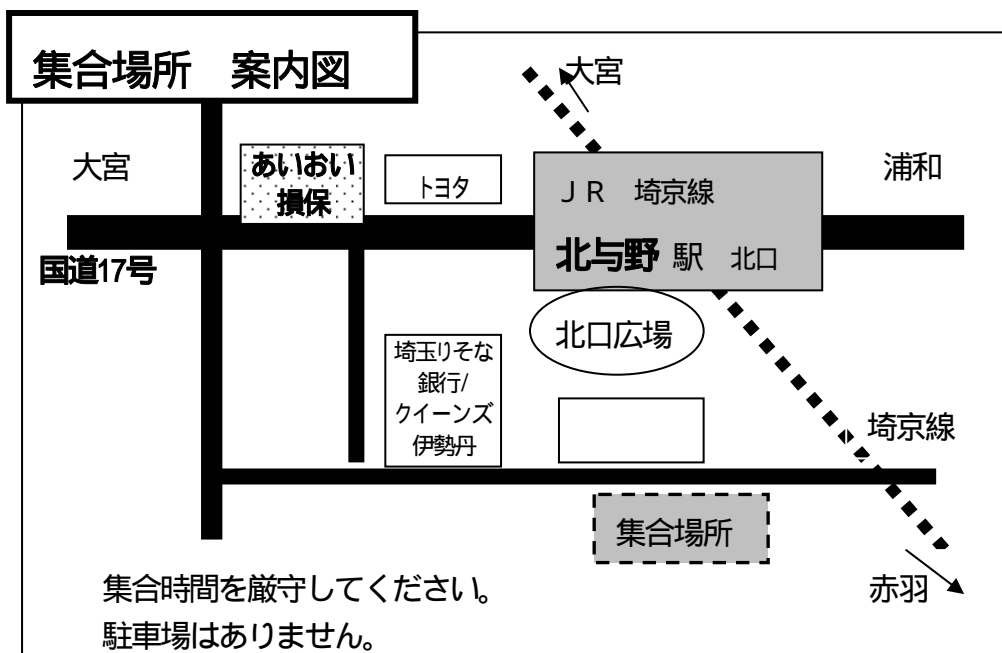 集合場所　案内図
大宮
大宮
あいおい
損保
トヨタ
ＪＲ　埼京線
北与野 駅　北口
浦和
国道17号
北口広場
埼玉りそな
銀行/
クイーンズ
伊勢丹
埼京線
集合場所
集合時間を厳守してください。
赤羽
駐車場はありません。